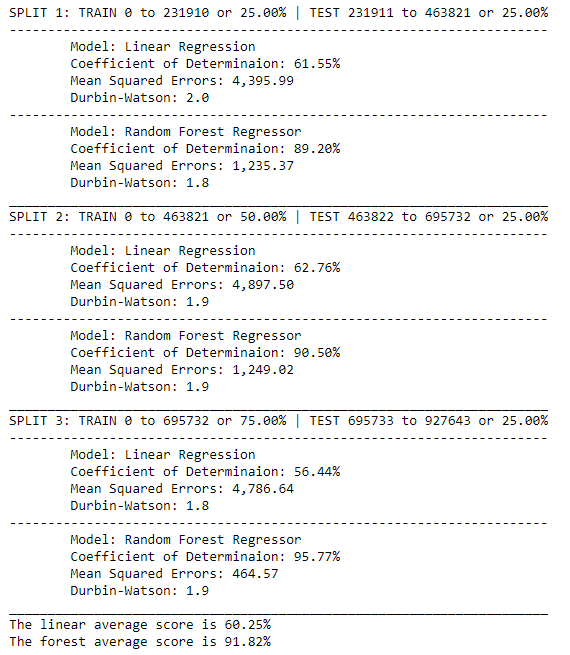 SPLIT 1: TRAIN 0 to 231910 or 25.00% | TEST 231911 to 463821 or 25.00%
----------------------------------------------------------------------
Model: Linear Regression
Coefficient of Determinaion: 61.55%
Mean Squared Errors: 4,395.99
Durbin-Watson: 2.0
----------------------------------------------------------------------
Model: Random Forest Regressor
Coefficient of Determinaion: 89.20%
Mean Squared Errors: 1,235.37
Durbin-Watson: 1.8
______________________________________________________________________
SPLIT 2: TRAIN 0 to 463821 or 50.00% | TEST 463822 to 695732 or 25.00%
----------------------------------------------------------------------
Model: Linear Regression
Coefficient of Determinaion: 62.76%
Mean Squared Errors: 4,897.50
Durbin-Watson: 1.9
----------------------------------------------------------------------
Model: Random Forest Regressor
Coefficient of Determinaion: 90.50%
Mean Squared Errors: 1,249.02
Durbin-Watson: 1.9
______________________________________________________________________
SPLIT 3: TRAIN 0 to 695732 or 75.00% | TEST 695733 to 927643 or 25.00%
----------------------------------------------------------------------
Model: Linear Regression
Coefficient of Determinaion: 56.44%
Mean Squared Errors: 4,786.64
Durbin-Watson: 1.8
----------------------------------------------------------------------
Model: Random Forest Regressor
Coefficient of Determinaion: 95.77%
Mean Squared Errors: 464.57
Durbin-Watson: 1.9
______________________________________________________________________
The linear average score is 60.25%
The forest average score is 91.82%